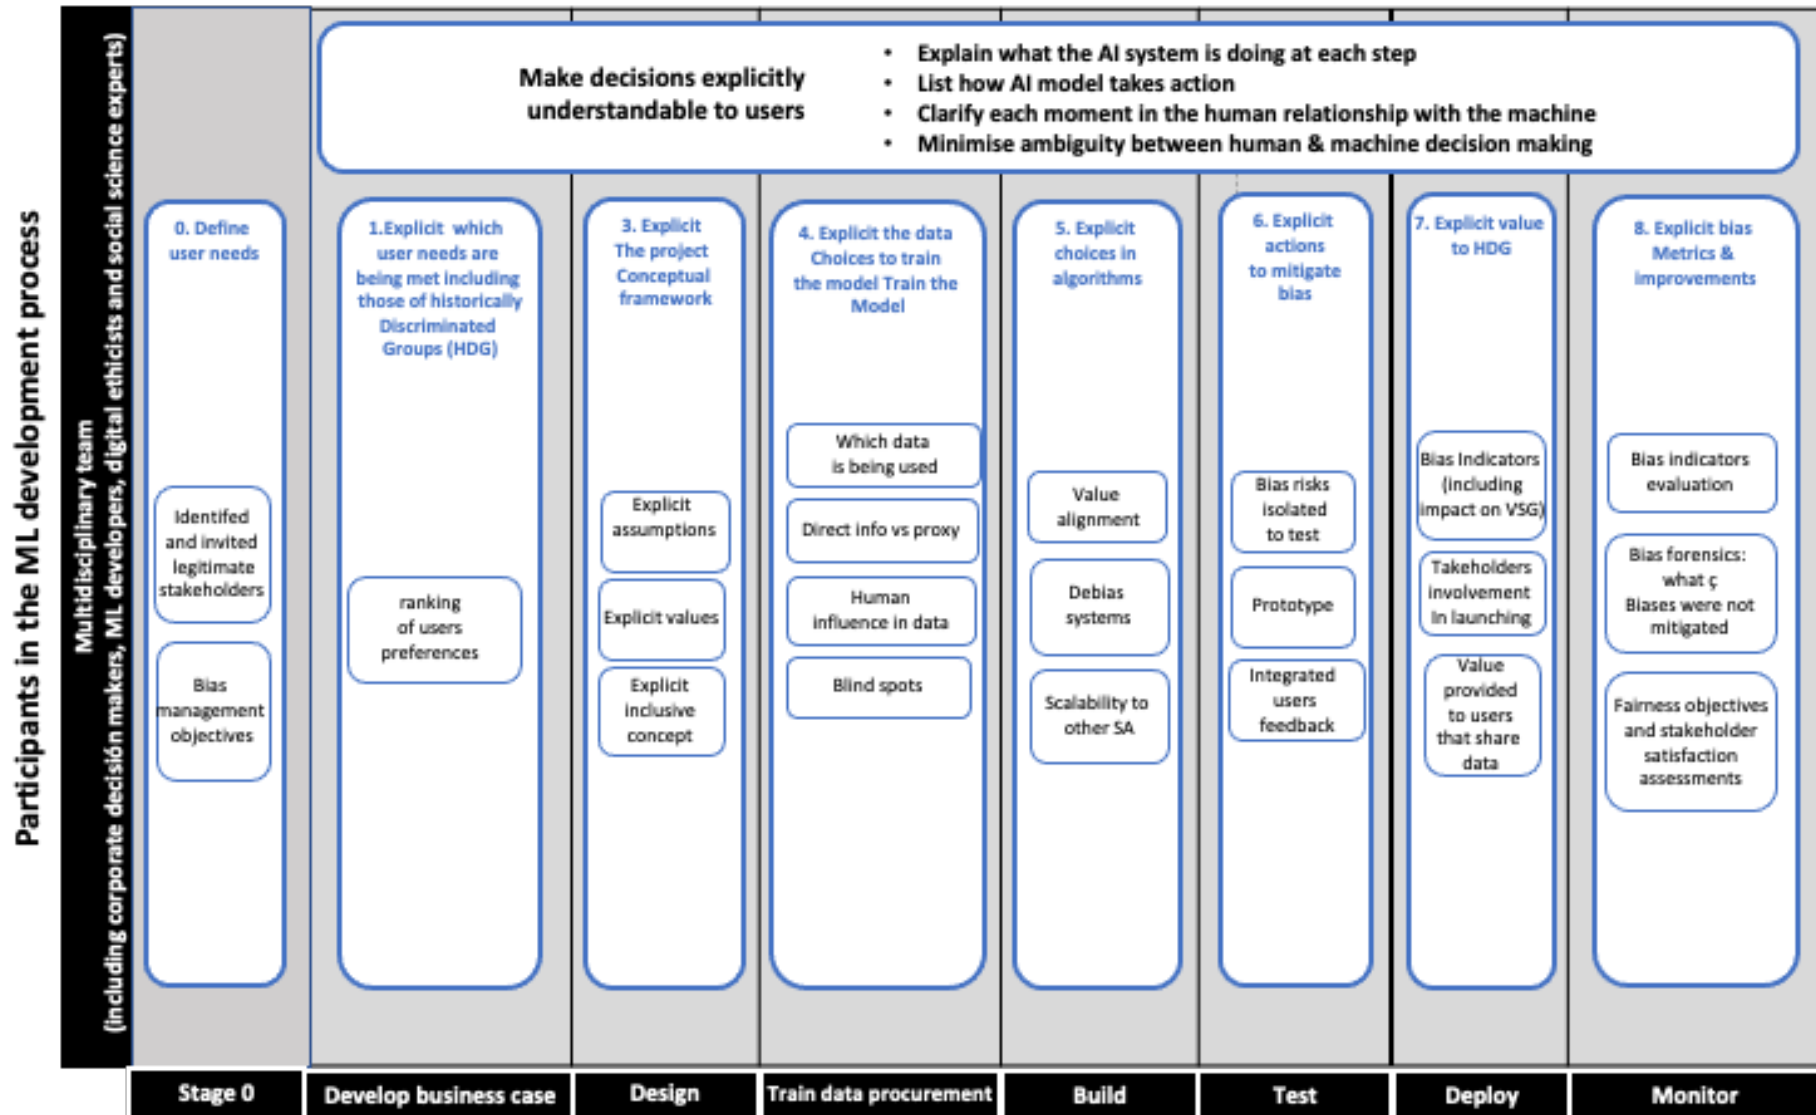 Participants in the ML development process
Multidisciplinary team
(including corporate decisión makers, ML developers, digital ethicists and social science experts)
Make decisions explicitly
understandable to users
• Explain what the AI system is doing at each step
• List how AI model takes action
• Clarify each moment in the human relationship with the machine
• Minimise ambiguity between human & machine decision making
0. Define
user needs
Identifed
and invited
legitimate
stakeholders
Bias
management
objectives
1.Explicit which
user needs are
being met including
those of historically
Discriminated
Groups (HDG)
ranking
of users
preferences
3. Explicit
The project
Conceptual
framework
Explicit
assumptions
Explicit values
Explicit
inclusive
concept
4. Explicit the data
Choices to train
the model Train the
Model
Which data
is being used
Direct info vs proxy
Human
influence in data
Blind spots
5. Explicit
choices in
algorithms
Value
alignment
Debias
systems
Scalability to
other SA
6. Explicit
actions
to mitigate
bias
Bias risks
isolated
to test
Prototype
Integrated
users
feedback
7. Explicit value
to HDG
Bias Indicators
(including
impact on VSG)
Takeholders
involvement
In launching
Value
provided
to users
that share
data
8. Explicit bias
Metrics &
improvements
Bias indicators
evaluation
Bias forensics:
what ç
Biases were not
mitigated
Fairness objectives
and stakeholder
satisfaction
assessments
Stage 0
Develop business case
Design
Train data procurement
Build
Test
Deploy
Monitor